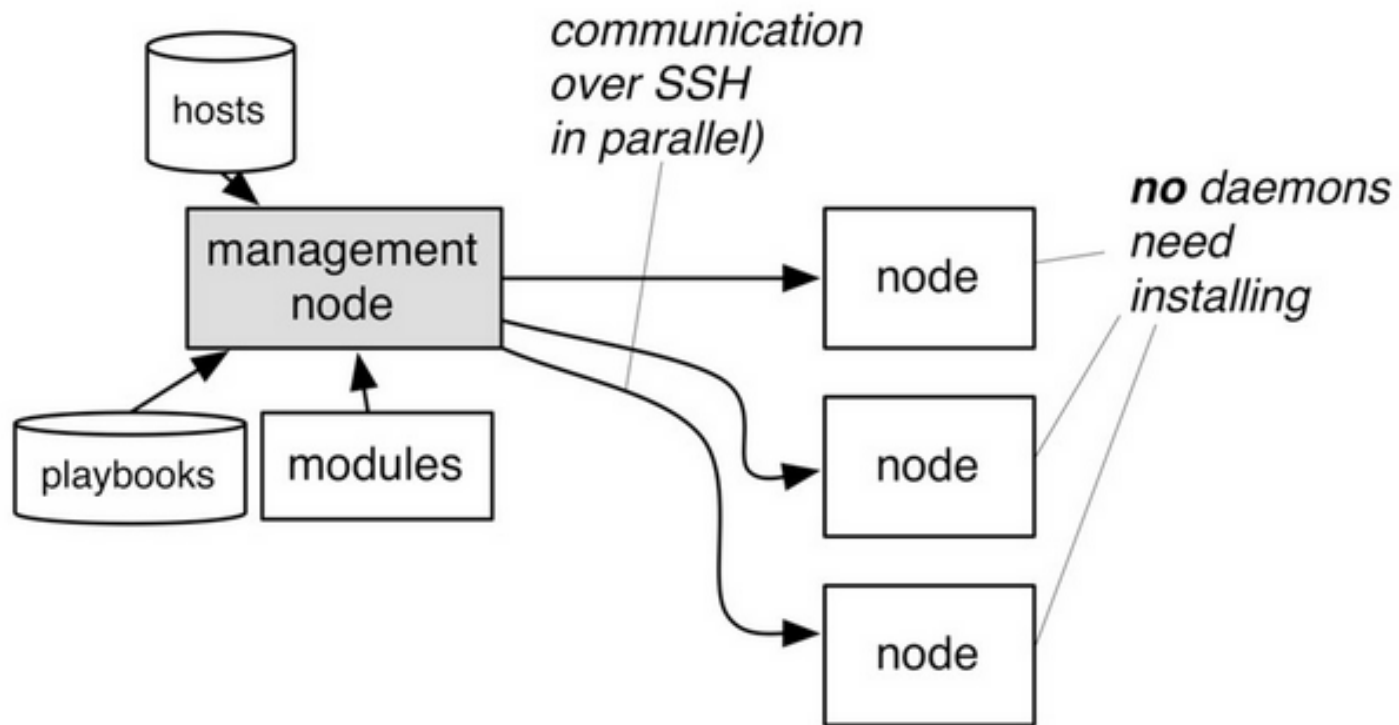 communication
over SSH
in parallel)
hosts
management
node
playbooks
modules
node
node
node
no daemons
need
installing